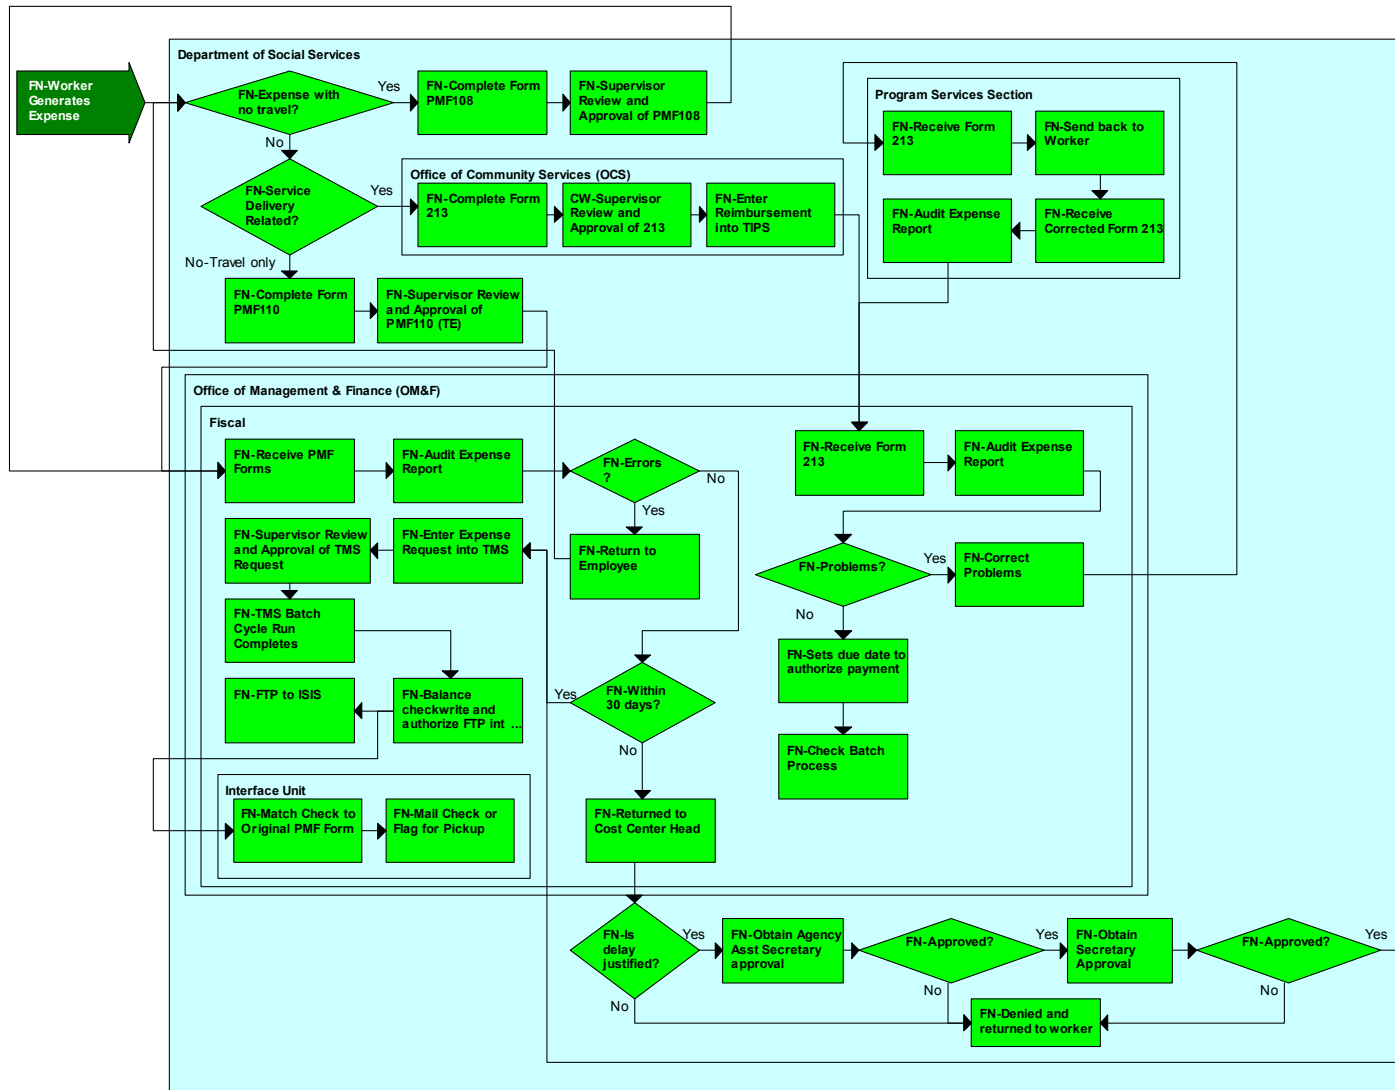 Department of Social Services
FN-Worker
Generates
Expense
FN-Expense with
no travel?
Yes
FN-Complete Form
PMF108
FN-Supervisor
Review and
Approval of PMF108
No
FN-Service
Delivery
Related?
Yes
Office of Community Services (OCS)
FN-Complete Form
213
CW-Supervisor
Review and
Approval of 213
FN-Enter
Reimbursement
into TIPS
Program Services Section
FN-Receive Form
213
FN-Send back to
Worker
FN-Audit Expense
Report
FN-Receive
Corrected Form 213
No-Travel only
FN-Complete Form
PMF110
FN-Supervisor Review
and Approval of
PMF110 (TE)
Office of Management & Finance (OM&F)
Fiscal
FN-Receive PMF
Forms
FN-Audit Expense
Report
FN-Errors
?
No
Yes
FN-Return to
Employee
FN-Receive Form
213
FN-Audit Expense
Report
FN-Supervisor Review
and Approval of TMS
Request
FN-Enter Expense
Request into TMS
FN-Problems?
Yes
FN-Correct
Problems
No
FN-TMS Batch
Cycle Run
Completes
FN-Sets due date to
authorize payment
FN-FTP to ISIS
FN-Balance
checkwrite and
authorize FTP int ...
Yes
FN-Within
30 days?
No
FN-Check Batch
Process
Interface Unit
FN-Match Check to
Original PMF Form
FN-Mail Check or
Flag for Pickup
FN-Returned to
Cost Center Head
FN-Is
delay
justified?
Yes
No
FN-Obtain Agency
Asst Secretary
approval
FN-Approved?
Yes
No
FN-Obtain
Secretary
Approval
FN-Approved?
Yes
No
FN-Denied and
returned to worker